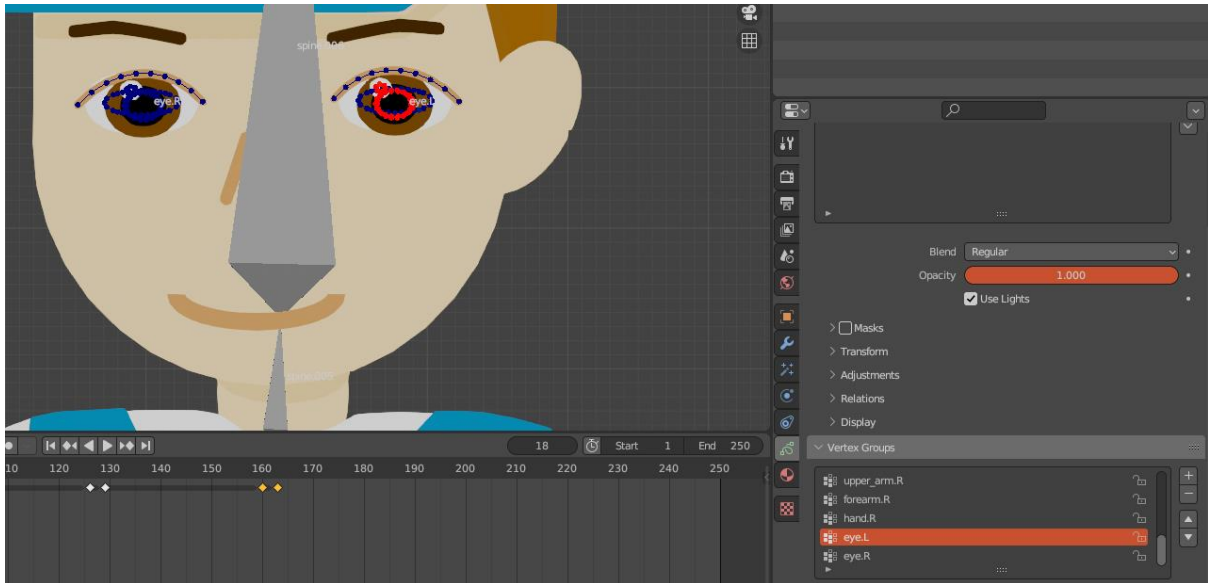 spine.006
eye.R
eye.L
spine.005
Blend Regular
Opacity 1.000
Use Lights
Masks
Transform
Adjustments
Relations
Display
Vertex Groups
upper_arm.R
forearm.R
hand.R
eye.L
eye.R
18 Start 1 End 250
10 120 130 140 150 160 170 180 190 200 210 220 230 240 250